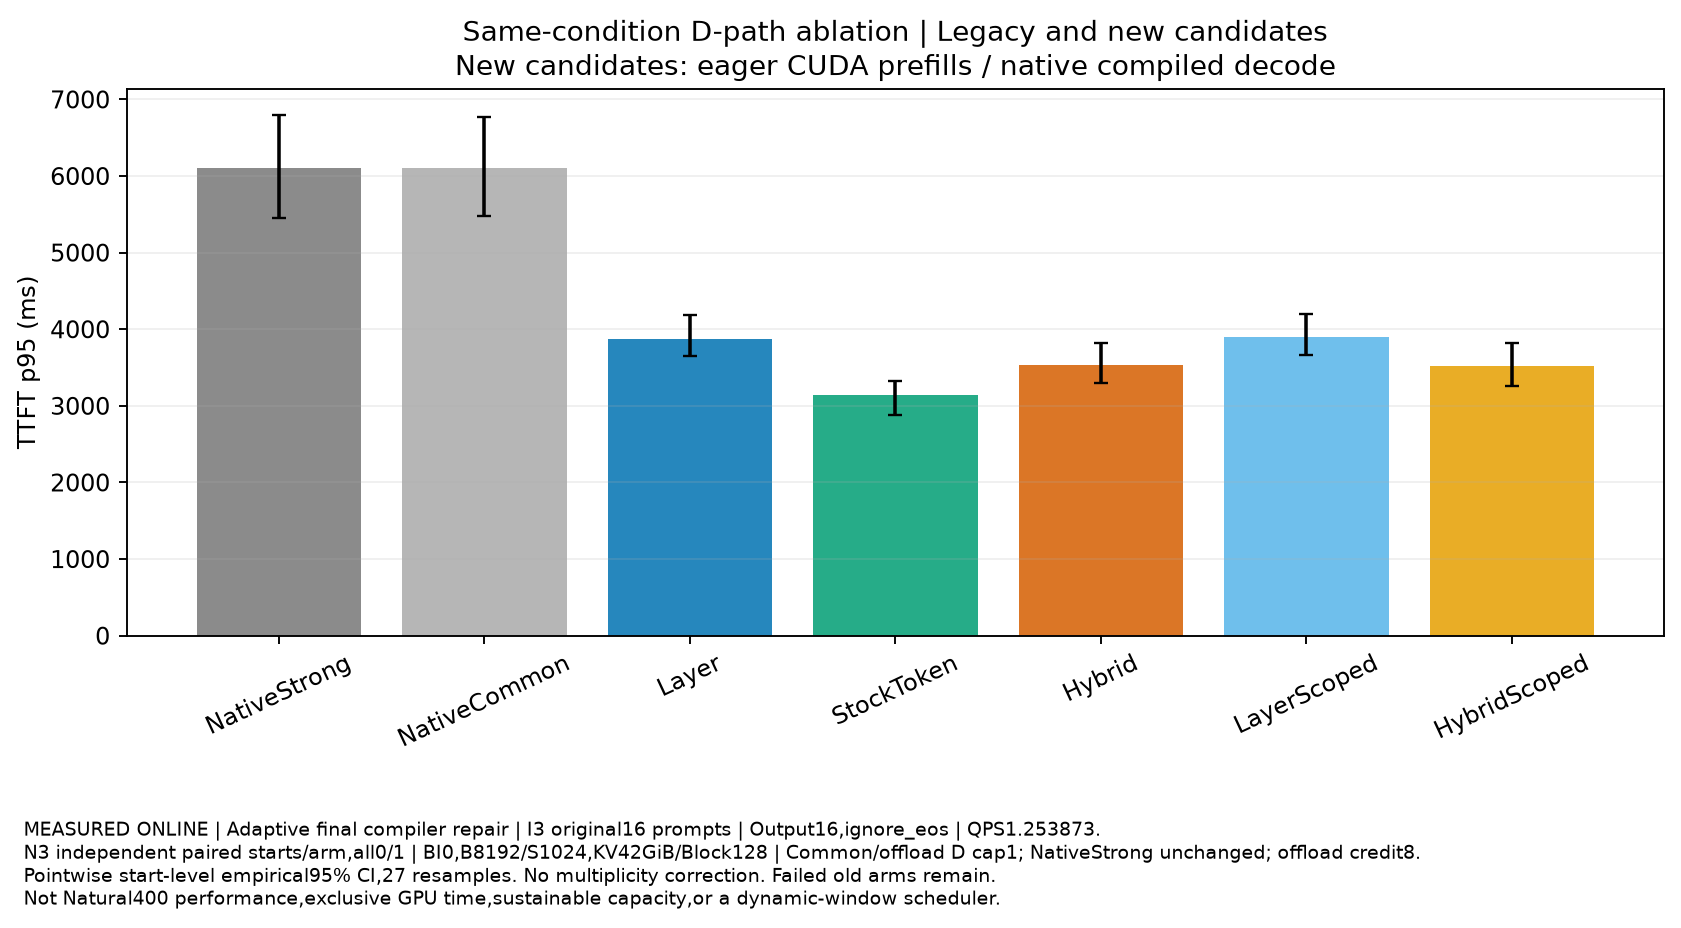 Same-condition D-path ablation | Legacy and new candidates
New candidates: eager CUDA prefills / native compiled decode
TTFT p95 (ms)
7000
6000
5000
4000
3000
2000
1000
0
NativeStrong
NativeCommon
Layer
StockToken
Hybrid
LayerScoped
HybridScoped
MEASURED ONLINE | Adaptive final compiler repair | I3 original16 prompts | Output16,ignore_eos | QPS1.253873.
N3 independent paired starts/arm,all0/1 | BI0,B8192/S1024,KV42GiB/Block128 | Common/offload D cap1; NativeStrong unchanged; offload credit8.
Pointwise start-level empirical95% CI,27 resamples. No multiplicity correction. Failed old arms remain.
Not Natural400 performance,exclusive GPU time,sustainable capacity,or a dynamic-window scheduler.